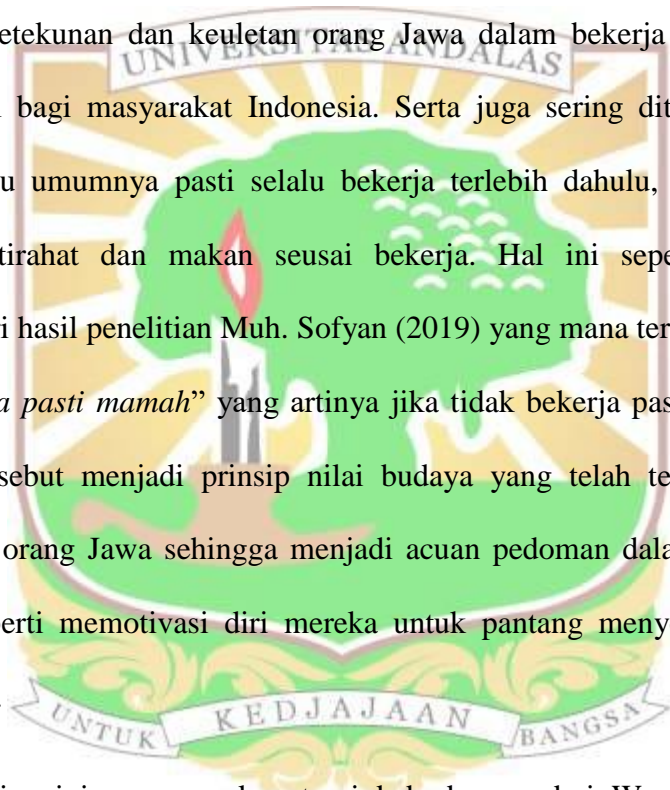 etekunan dan keuletan orang Jawa dalam bekerja
UNIVERSITAS ANDALAS
bagi masyarakat Indonesia. Serta juga sering dit
u umumnya pasti selalu bekerja terlebih dahulu,
tirahat dan makan seusai bekerja. Hal ini sepe
ri hasil penelitian Muh. Sofyan (2019) yang mana ter
a pasti mamah” yang artinya jika tidak bekerja pas
sebut menjadi prinsip nilai budaya yang telah te
orang Jawa sehingga menjadi acuan pedoman dala
perti memotivasi diri mereka untuk pantang meny
UNTUK KEDJAJAAN BANGSA